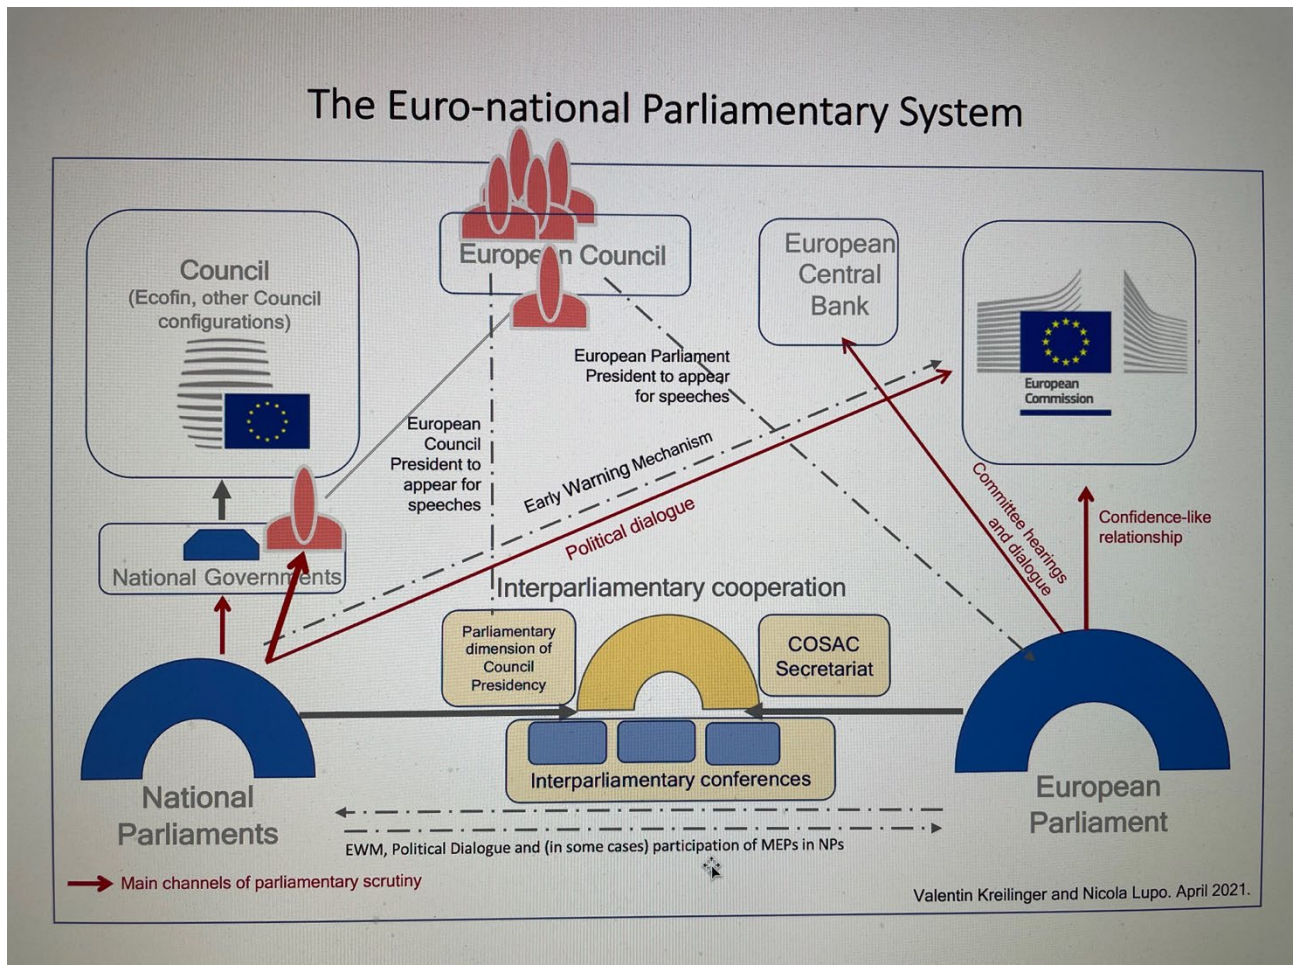 The Euro-national Parliamentary System
Council
(Ecofin, other Council
configurations)
European Council
European
Central
Bank
European
Commission
European Parliament
President to appear
for speeches
European
Council
President to
appear for
speeches
Early Warning Mechanism
Political dialogue
Committee hearings
and dialogue
Confidence-like
relationship
National Governments
Interparliamentary cooperation
Parliamentary
dimension of
Council
Presidency
COSAC
Secretariat
Interparliamentary conferences
National
Parliaments
European
Parliament
EWM, Political Dialogue and (in some cases) participation of MEPs in NPs
Main channels of parliamentary scrutiny
Valentin Kreilinger and Nicola Lupo. April 2021.